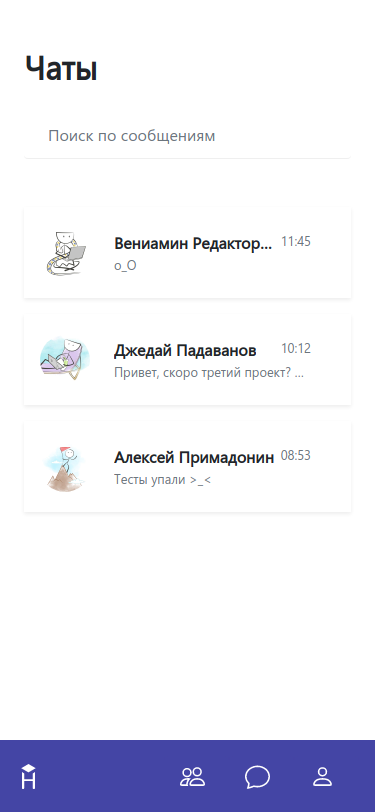 Чаты
Поиск по сообщениям
Вениамин Редактор... 11:45
o_O
Джедай Падаванов 10:12
Привет, скоро третий проект? ...
Алексей Примадонин 08:53
Тесты упали >_<
H